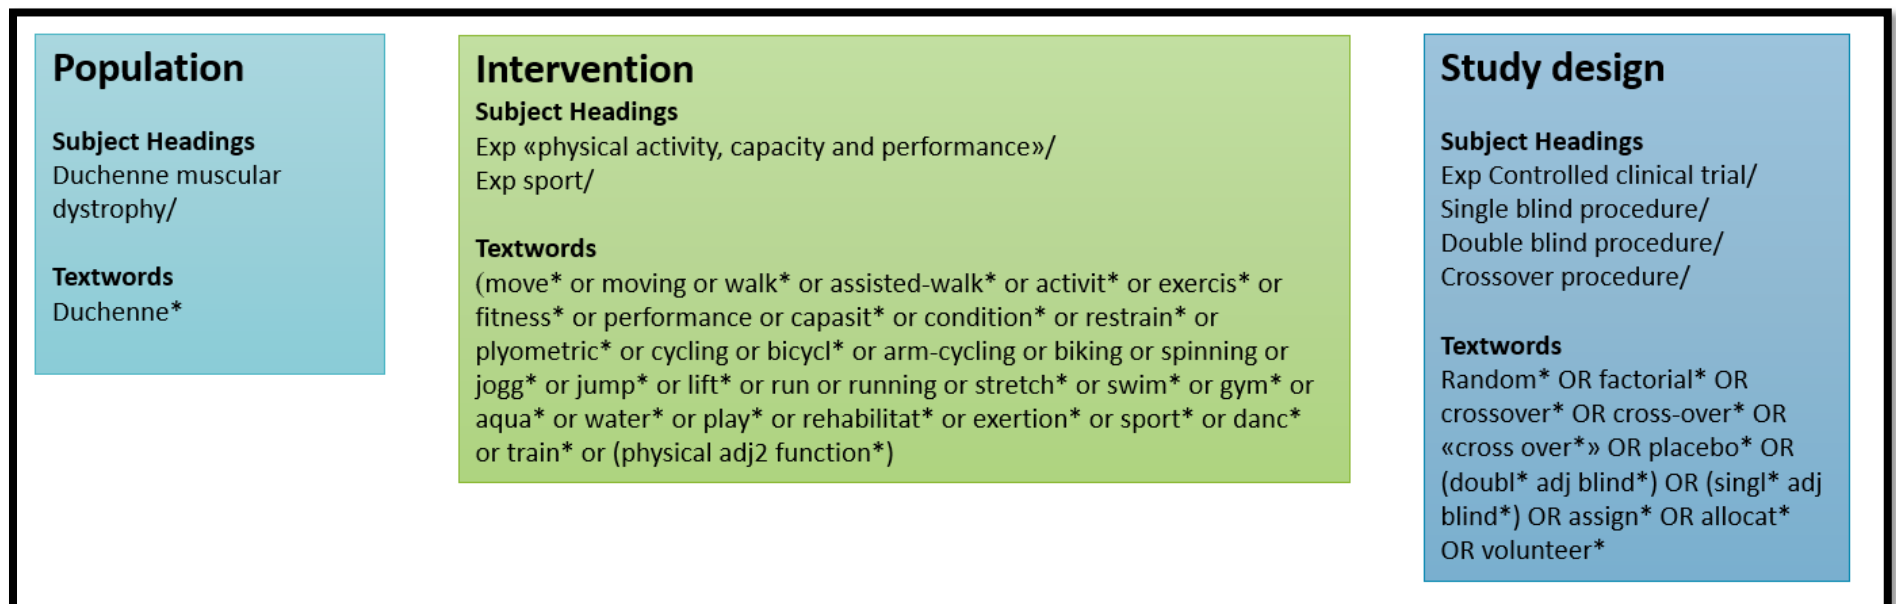 Population
Subject Headings
Duchenne muscular
dystrophy/
Textwords
Duchenne*
Intervention
Subject Headings
Exp «physical activity, capacity and performance»/
Exp sport/
Textwords
(move* or moving or walk* or assisted-walk* or activit* or exercis* or
fitness* or performance or capasit* or condition* or restrain* or
plyometric* or cycling or bicycl* or arm-cycling or biking or spinning or
jogg* or jump* or lift* or run or running or stretch* or swim* or gym* or
aqua* or water* or play* or rehabilitat* or exertion* or sport* or danc*
or train* or (physical adj2 function*)
Study design
Subject Headings
Exp Controlled clinical trial/
Single blind procedure/
Double blind procedure/
Crossover procedure/
Textwords
Random* OR factorial* OR
crossover* OR cross-over* OR
«cross over*» OR placebo* OR
(doubl* adj blind*) OR (singl* adj
blind*) OR assign* OR allocat*
OR volunteer*